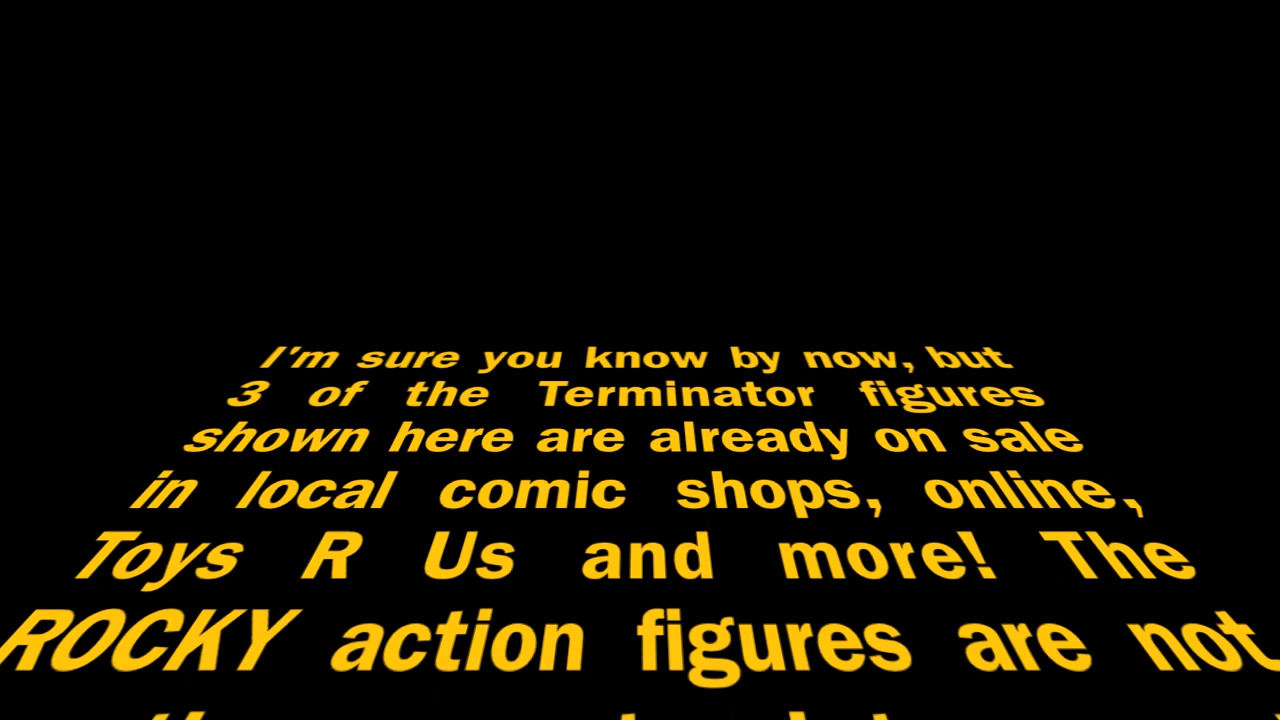 I'm sure you know by now, but
3 of the Terminator figures
shown here are already on sale
in local comic shops, online,
Toys R Us and more! The
ROCKY action figures are not